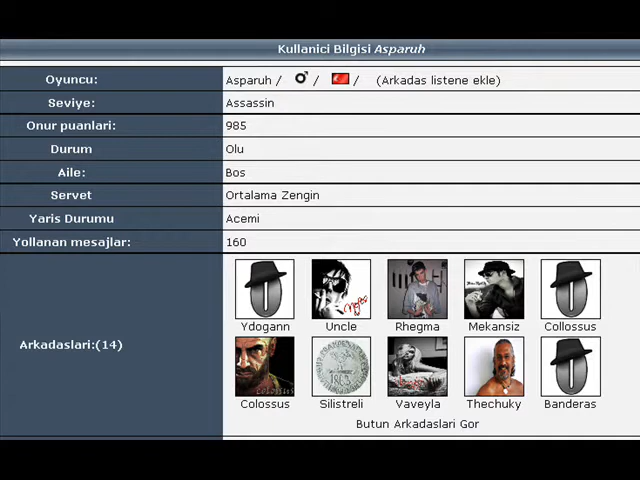 Kullanici Bilgisi Asparuh
Oyuncu: Asparuh / / / (Arkadas listene ekle)
Seviye: Assassin
Onur puanlari: 985
Durum Olu
Aile: Bos
Servet Ortalama Zengin
Yaris Durumu Acemi
Yollanan mesajlar: 160
Arkadaslari:(14)
Ydogann Uncle Rhegma Mekansiz Collossus
Colossus Silistreli Vaveyla Thechuky Banderas
Butun Arkadaslari Gor